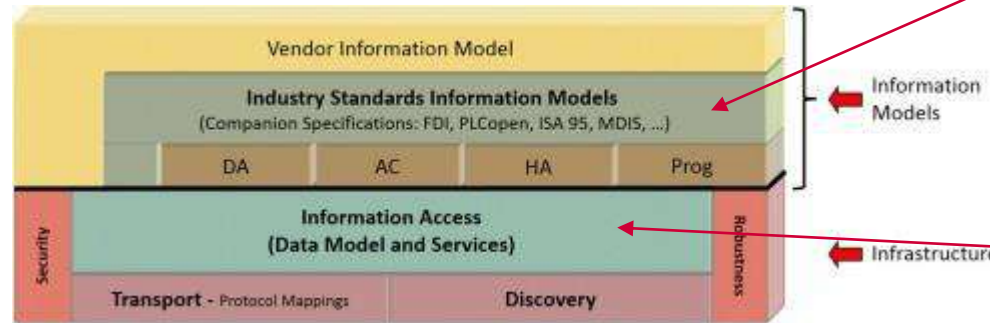 Vendor Information Model
Industry Standards Information Models
(Companion Specifications: FDI, PLCopen, ISA 95, MDIS, ...)
DA AC HA Prog
Information
Models
Security
Information Access
(Data Model and Services)
Robustness
Infrastructure
Transport - Protocol Mappings
Discovery